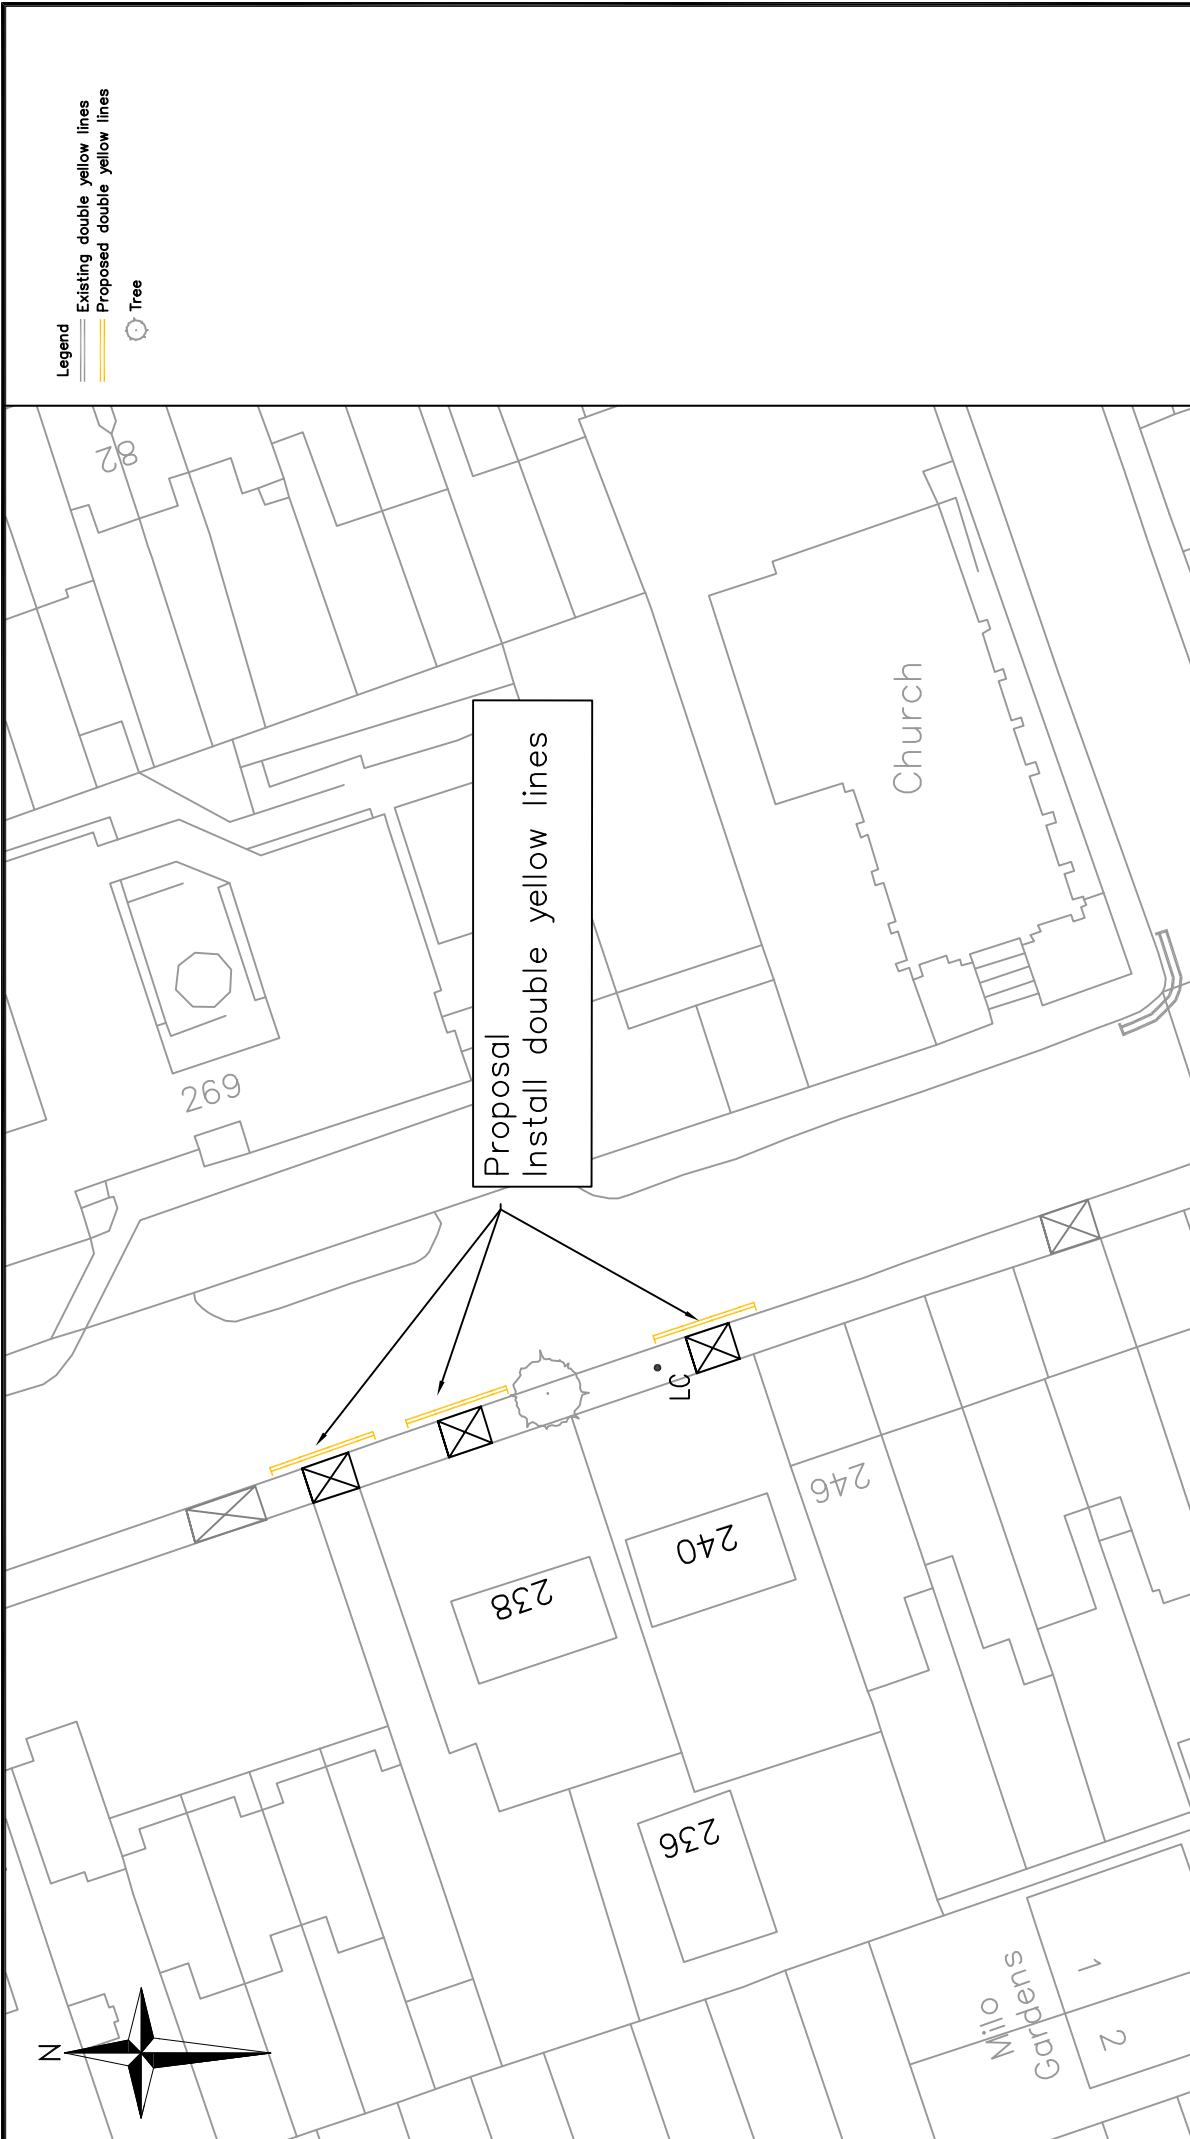 Legend
Existing double yellow lines
Proposed double yellow lines
Tree
82
269
Proposal
Install double yellow lines
Church
LC
238
240
246
236
N
Milo
Gardens
1
2